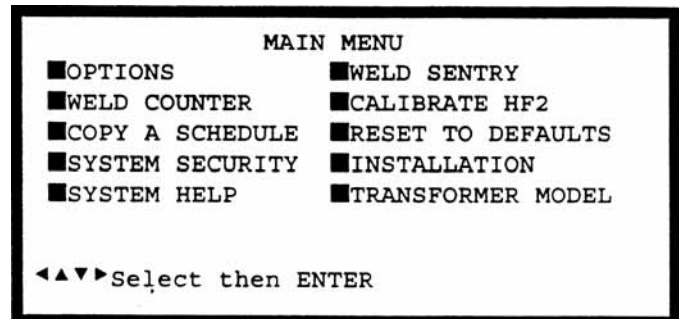 MAIN MENU
■OPTIONS ■WELD SENTRY
■WELD COUNTER ■CALIBRATE HF2
■COPY A SCHEDULE ■RESET TO DEFAULTS
■SYSTEM SECURITY ■INSTALLATION
■SYSTEM HELP ■TRANSFORMER MODEL
◀▲▼▶Select then ENTER